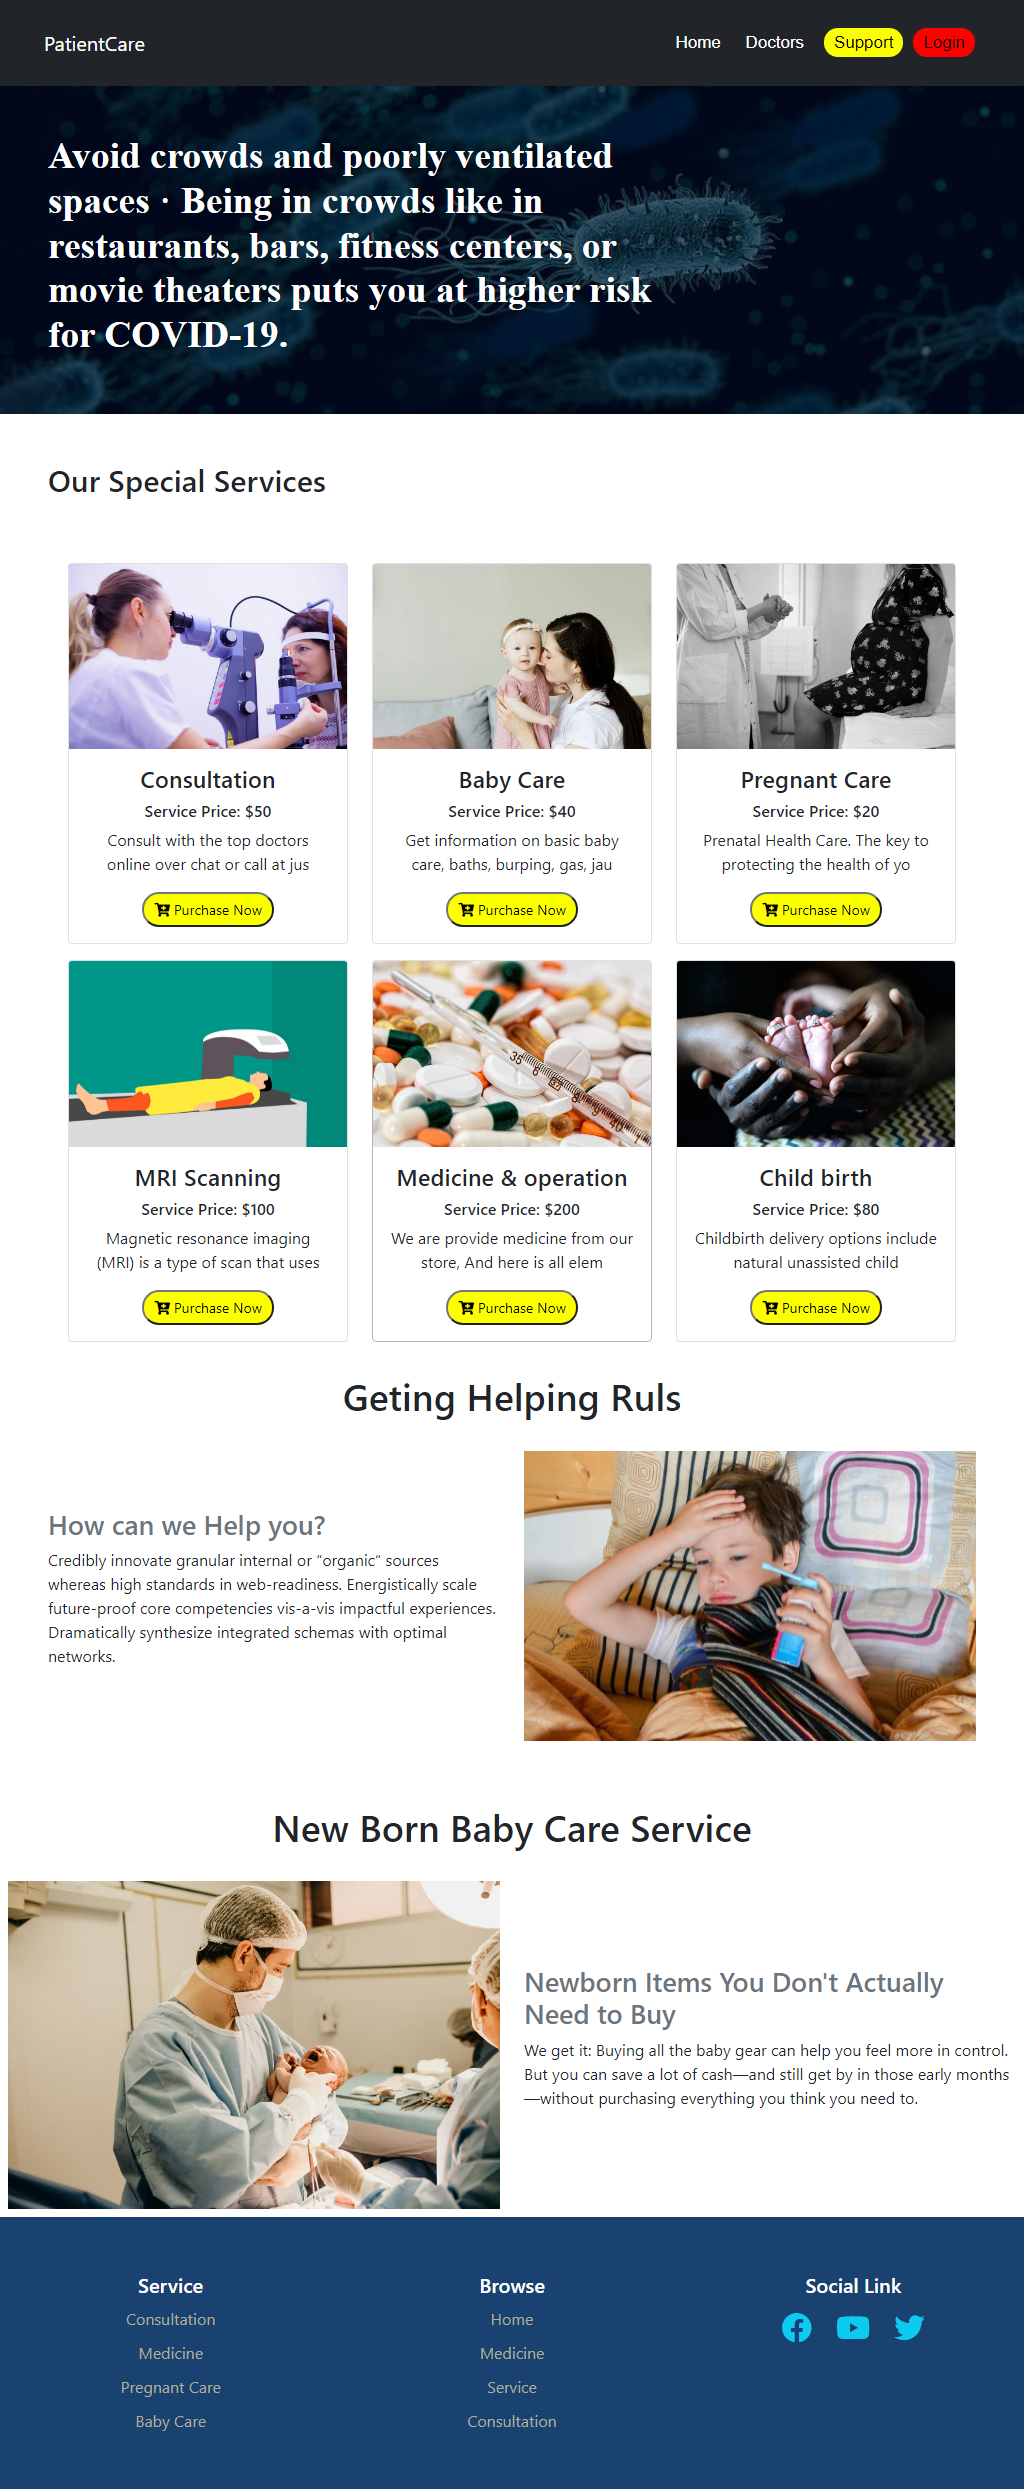 PatientCare
Home Doctors Support Login
Avoid crowds and poorly ventilated
spaces · Being in crowds like in
restaurants, bars, fitness centers, or
movie theaters puts you at higher risk
for COVID-19.
Our Special Services
Consultation
Service Price: $50
Consult with the top doctors
online over chat or call at jus
Purchase Now
Baby Care
Service Price: $40
Get information on basic baby
care, baths, burping, gas, jau
Purchase Now
Pregnant Care
Service Price: $20
Prenatal Health Care. The key to
protecting the health of yo
Purchase Now
MRI Scanning
Service Price: $100
Magnetic resonance imaging
(MRI) is a type of scan that uses
Purchase Now
35
40
Medicine & operation
Service Price: $200
We are provide medicine from our
store, And here is all elem
Purchase Now
Child birth
Service Price: $80
Childbirth delivery options include
natural unassisted child
Purchase Now
Geting Helping Ruls
How can we Help you?
Credibly innovate granular internal or “organic” sources
whereas high standards in web-readiness. Energistically scale
future-proof core competencies vis-a-vis impactful experiences.
Dramatically synthesize integrated schemas with optimal
networks.
New Born Baby Care Service
Newborn Items You Don't Actually
Need to Buy
We get it: Buying all the baby gear can help you feel more in control.
But you can save a lot of cash—and still get by in those early months
—without purchasing everything you think you need to.
Service
Consultation
Medicine
Pregnant Care
Baby Care
Browse
Home
Medicine
Service
Consultation
Social Link